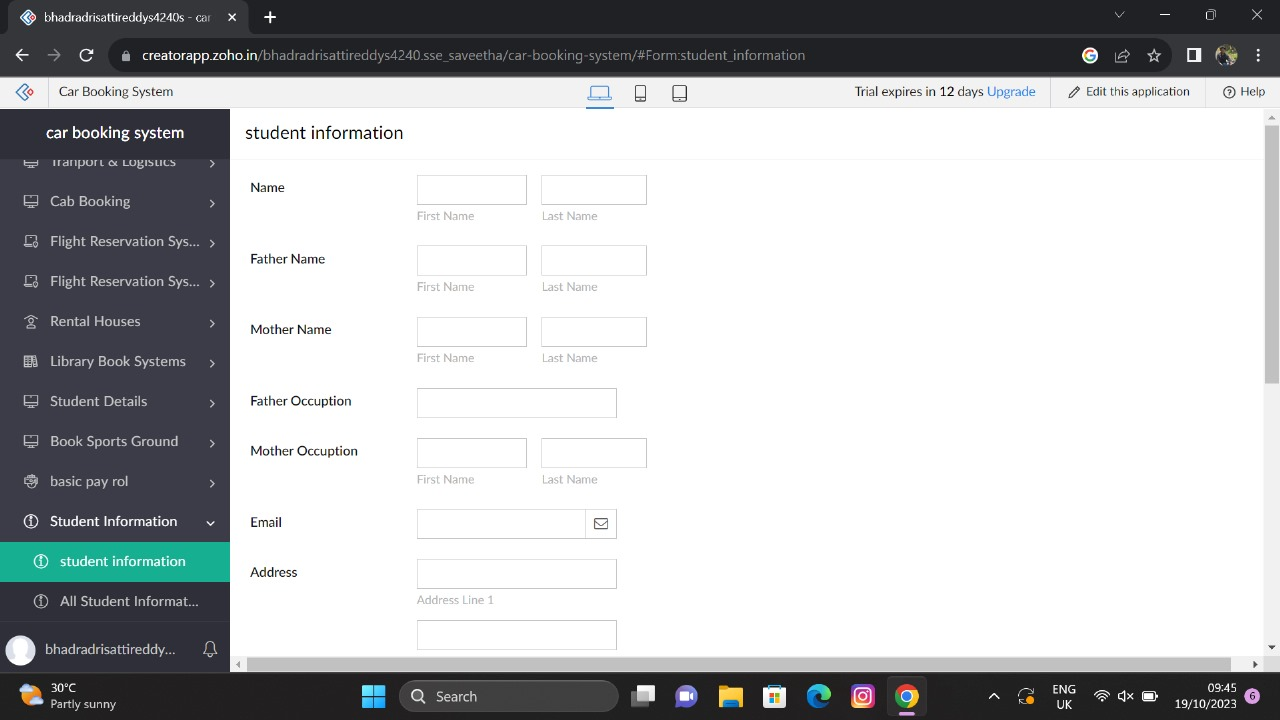 bhadradrisattireddys4240s - car
creatorapp.zoho.in/bhadradrisattireddys4240.sse_saveetha/car-booking-system/#Form:student_information
Car Booking System
Trial expires in 12 days Upgrade
Edit this application
Help
car booking system
Tranport & Logistics
Cab Booking
Flight Reservation Sys...
Flight Reservation Sys...
Rental Houses
Library Book Systems
Student Details
Book Sports Ground
basic pay rol
Student Information
student information
All Student Informat...
bhadradrisattireddy...
student information
Name
First Name Last Name
Father Name
First Name Last Name
Mother Name
First Name Last Name
Father Occuption
Mother Occuption
First Name Last Name
Email
Address
Address Line 1
30°C
Partly sunny
Search
ENG
UK
09:45
19/10/2023
6